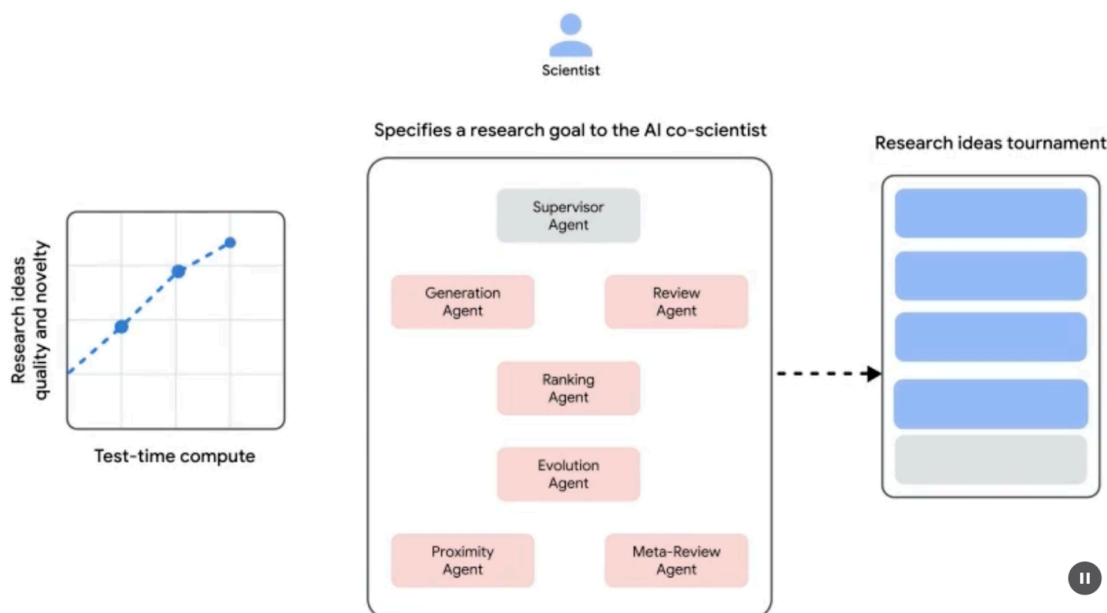 Scientist
Specifies a research goal to the AI co-scientist
Research ideas tournament
Supervisor
Agent
Generation
Agent
Review
Agent
Ranking
Agent
Evolution
Agent
Proximity
Agent
Meta-Review
Agent
Research ideas
quality and novelty
Test-time compute